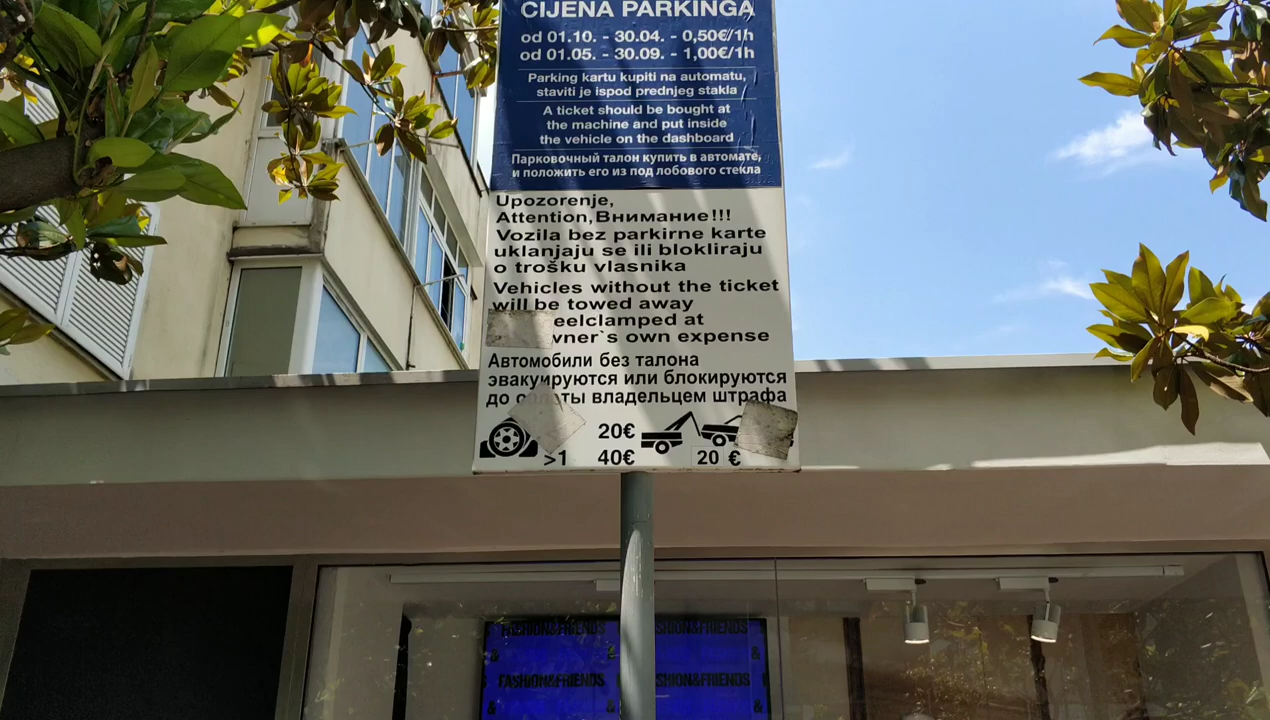 CIJENA PARKINGA
od 01.10. - 30.04. - 0,50€/1h
od 01.05. - 30.09. - 1,00€/1h
Parking kartu kupiti na automatu,
staviti je ispod prednjeg stakla
A ticket should be bought at
the machine and put inside
the vehicle on the dashboard
Парковочный талон купить в автомате,
и положить его из под лобового стекла
Upozorenje,
Attention,Внимание!!!
Vozila bez parkirne karte
uklanjaju se ili blokliraju
o trošku vlasnika
Vehicles without the ticket
will be towed away
eelclamped at
wner`s own expense
Автомобили без талона
эвакуируются или блокируются
до владельцем штрафа
20€
>1 40€ 20 €
FASHION&FRIENDS
& &
FASHION&FRIENDS
& &